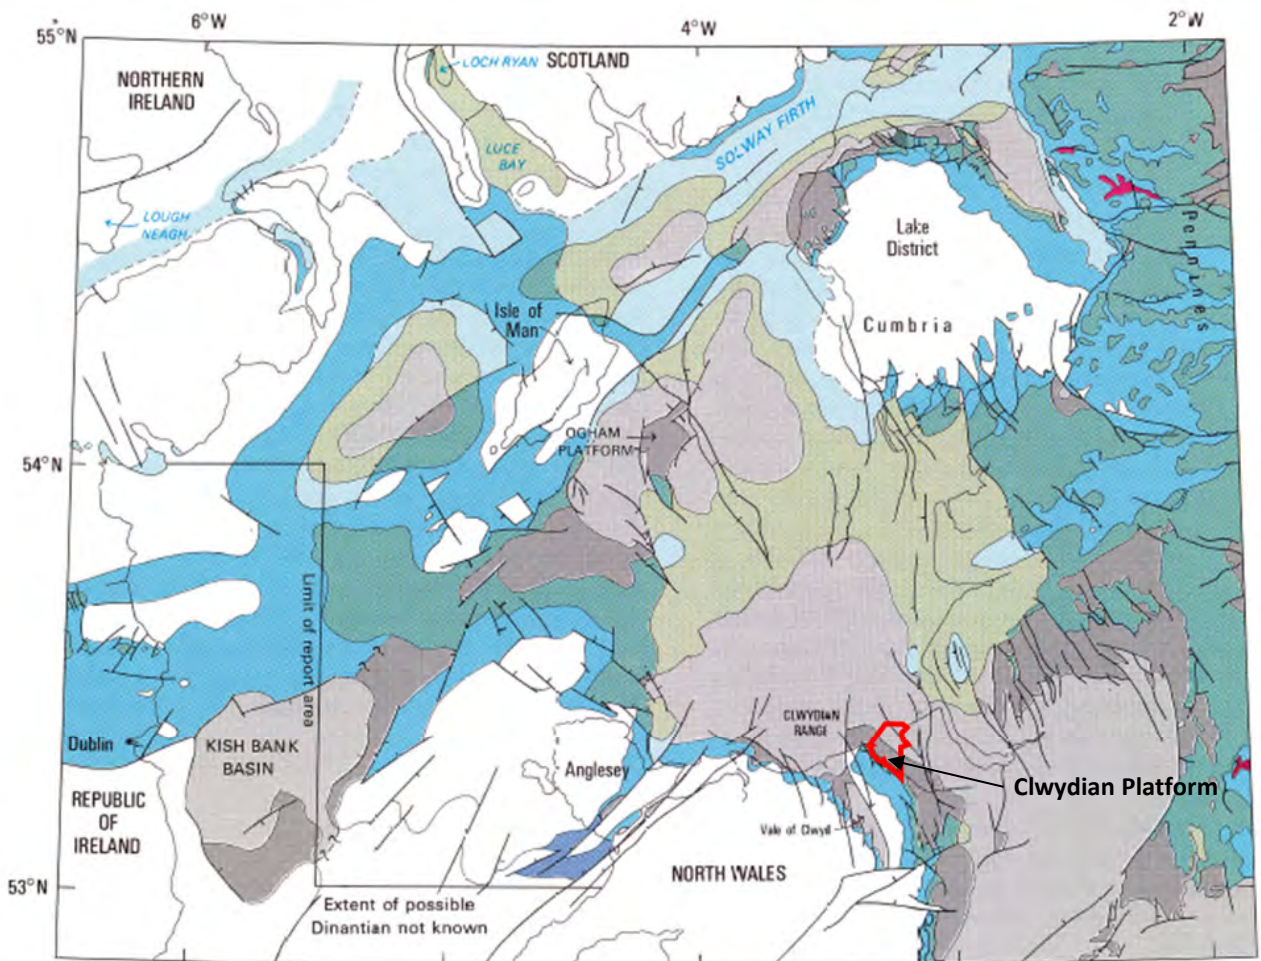 6°W
4°W
2°W
55°N
NORTHERN
IRELAND
LOCH RYAN
SCOTLAND
SOLWAY FIRTH
LUCE
BAY
LOUGH
NEAGH
Lake
District
Pennines
Isle of
Man
Cumbria
OGHAM
PLATFORM
54°N
Limit of report area
CLWYDIAN
RANGE
Dublin
KISH BANK
BASIN
Anglesey
Clwydian Platform
REPUBLIC
OF
IRELAND
Vale of Clwyd
NORTH WALES
53°N
Extent of possible
Dinantian not known